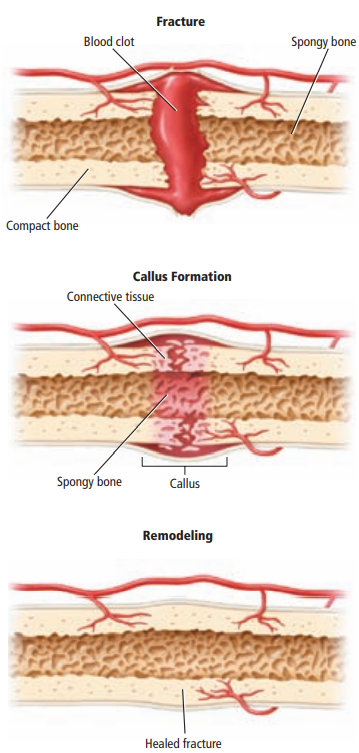 Fracture
Blood clot
Spongy bone
Compact bone
Callus Formation
Connective tissue
Spongy bone
Callus
Remodeling
Healed fracture